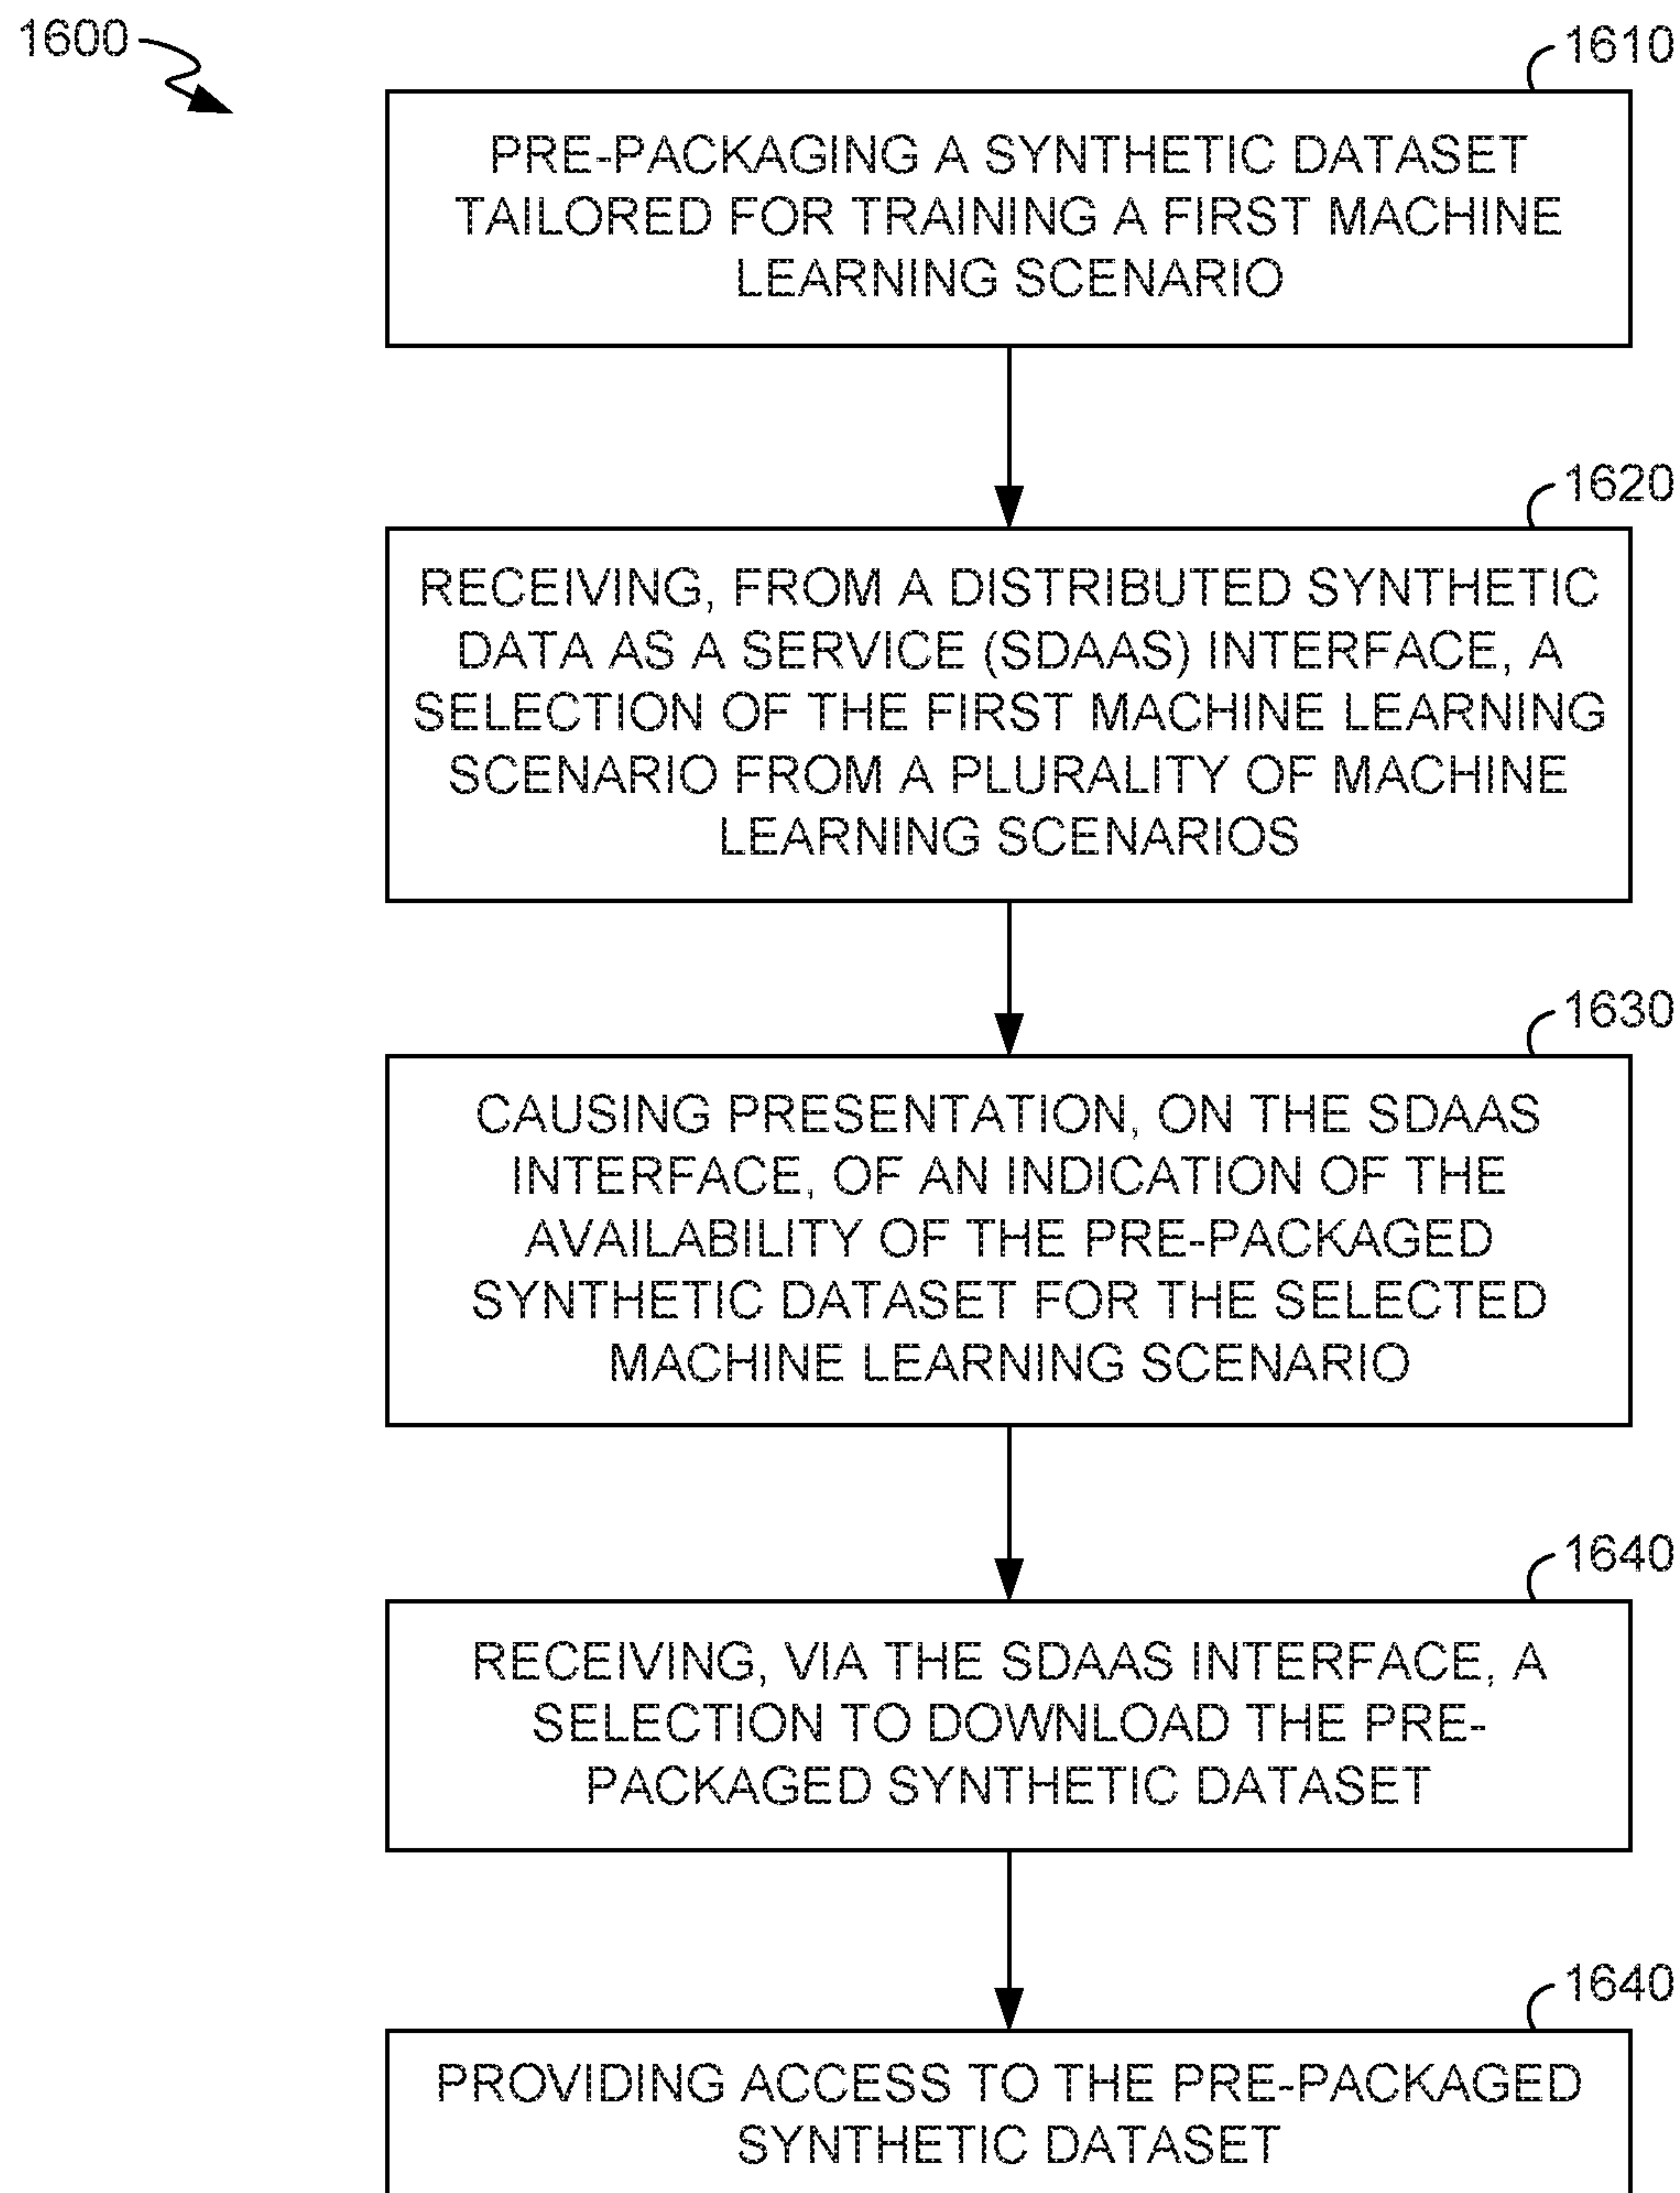 1600
1610
PRE-PACKAGING A SYNTHETIC DATASET
TAILORED FOR TRAINING A FIRST MACHINE
LEARNING SCENARIO
1620
RECEIVING, FROM A DISTRIBUTED SYNTHETIC
DATA AS A SERVICE (SDAAS) INTERFACE, A
SELECTION OF THE FIRST MACHINE LEARNING
SCENARIO FROM A PLURALITY OF MACHINE
LEARNING SCENARIOS
1630
CAUSING PRESENTATION, ON THE SDAAS
INTERFACE, OF AN INDICATION OF THE
AVAILABILITY OF THE PRE-PACKAGED
SYNTHETIC DATASET FOR THE SELECTED
MACHINE LEARNING SCENARIO
1640
RECEIVING, VIA THE SDAAS INTERFACE, A
SELECTION TO DOWNLOAD THE PRE-
PACKAGED SYNTHETIC DATASET
1640
PROVIDING ACCESS TO THE PRE-PACKAGED
SYNTHETIC DATASET